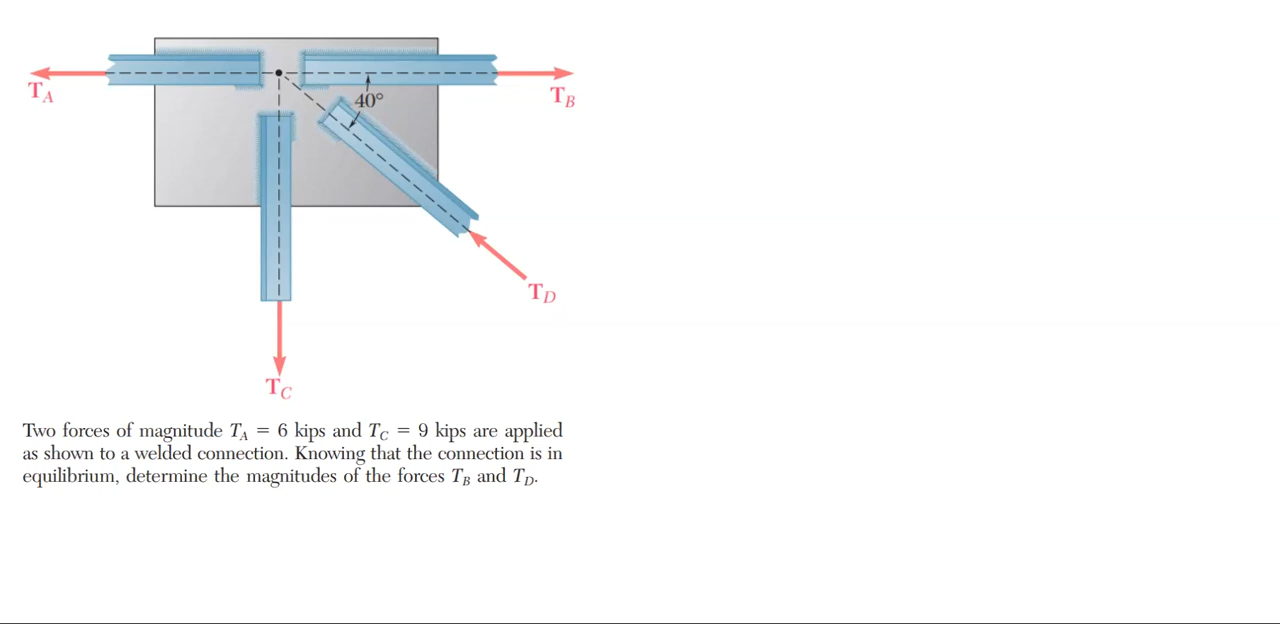 T_A
T_B
40°
T_D
T_C
Two forces of magnitude T_A = 6 kips and T_C = 9 kips are applied
as shown to a welded connection. Knowing that the connection is in
equilibrium, determine the magnitudes of the forces T_B and T_D.